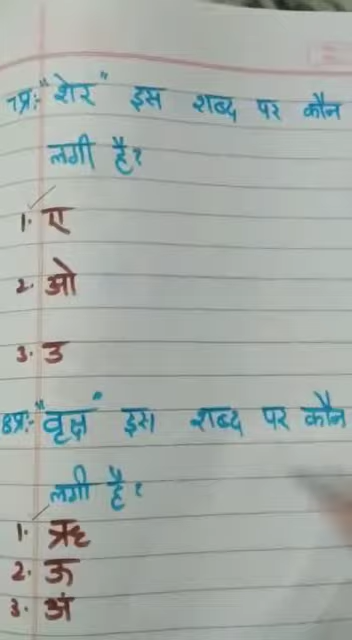 7प्र:- "शेर" इस शब्द पर कौन
लगी है?
1. ए
2. ओ
3. उ
8प्र:- "वृक्ष" इस शब्द पर कौन
लगी है?
1. ऋ
2. ऊ
3. अं